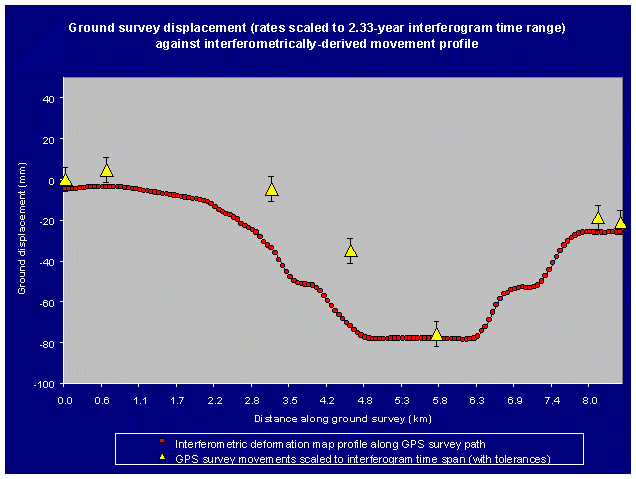 Ground survey displacement (rates scaled to 2.33-year interferogram time range)
against interferometrically-derived movement profile
Ground displacement (mm)
40
20
0
-20
-40
-60
-80
-100
0.0 0.6 1.1 1.7 2.2 2.9 3.5 4.2 4.8 5.3 5.8 6.3 6.9 7.4 8.0
Distance along ground survey (km)
Interferometric deformation map profile along GPS survey path
GPS survey movements scaled to interferogram time span (with tolerances)